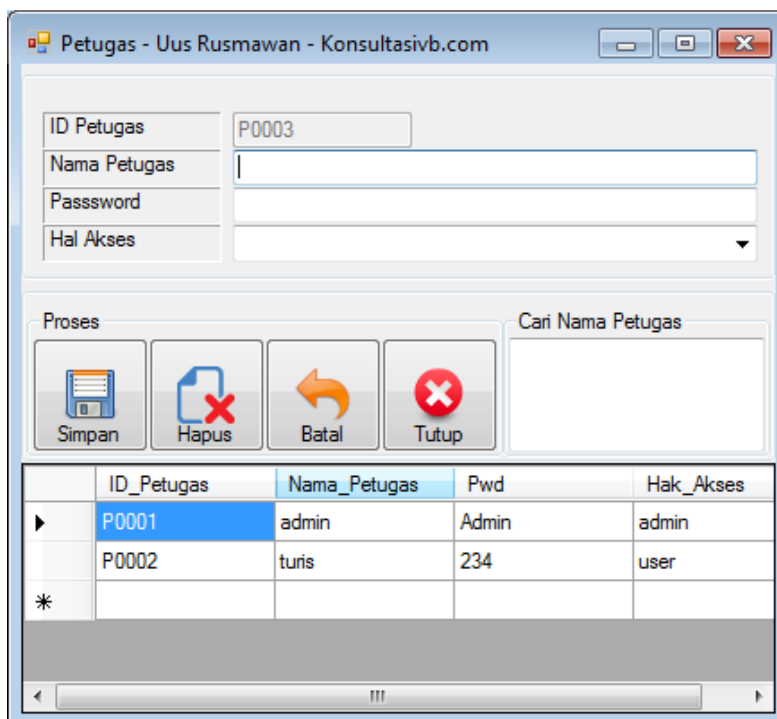 Petugas - Uus Rusmawan - Konsultasivb.com
ID Petugas P0003
Nama Petugas
Passsword
Hal Akses
Proses Cari Nama Petugas
Simpan Hapus Batal Tutup
ID_Petugas Nama_Petugas Pwd Hak_Akses
P0001 admin Admin admin
P0002 turis 234 user